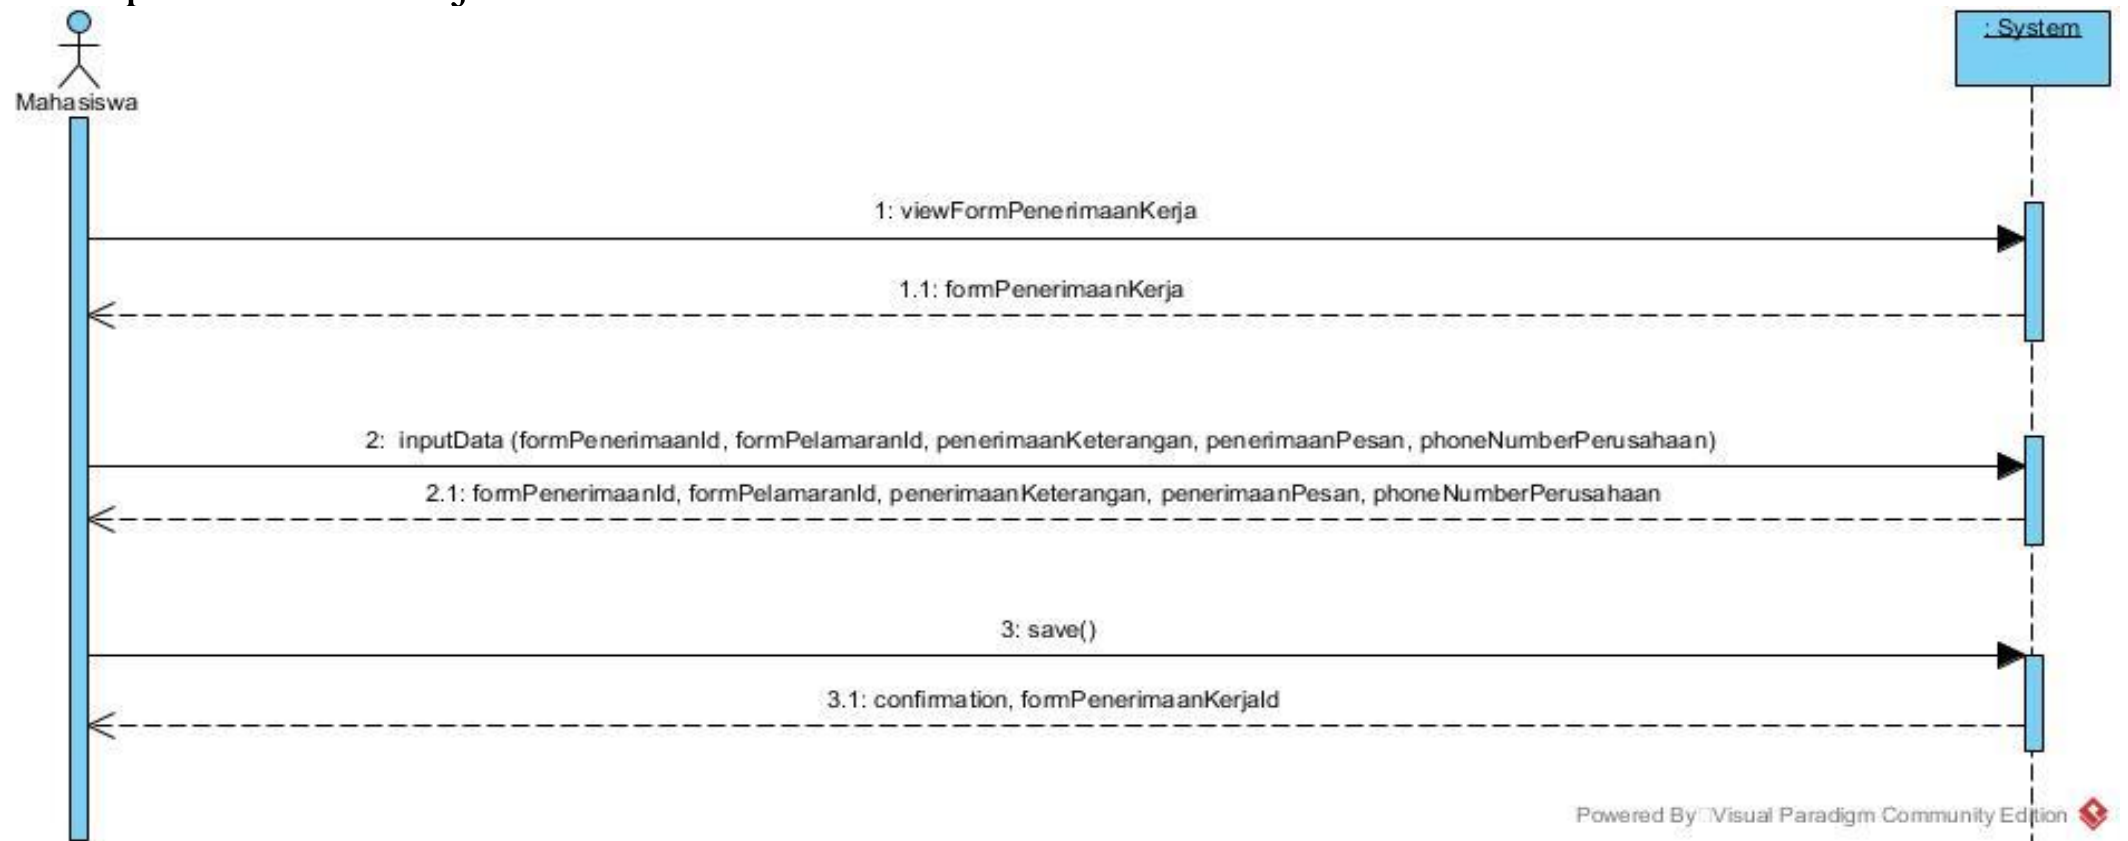 : System
Mahasiswa
1: viewFormPenerimaanKerja
1.1: formPenerimaanKerja
2: inputData (formPenerimaanId, formPelamaranId, penerimaanKeterangan, penerimaanPesan, phoneNumberPerusahaan)
2.1: formPenerimaanId, formPelamaranId, penerimaanKeterangan, penerimaanPesan, phoneNumberPerusahaan
3: save()
3.1: confirmation, formPenerimaanKerjaId
Powered By Visual Paradigm Community Edition